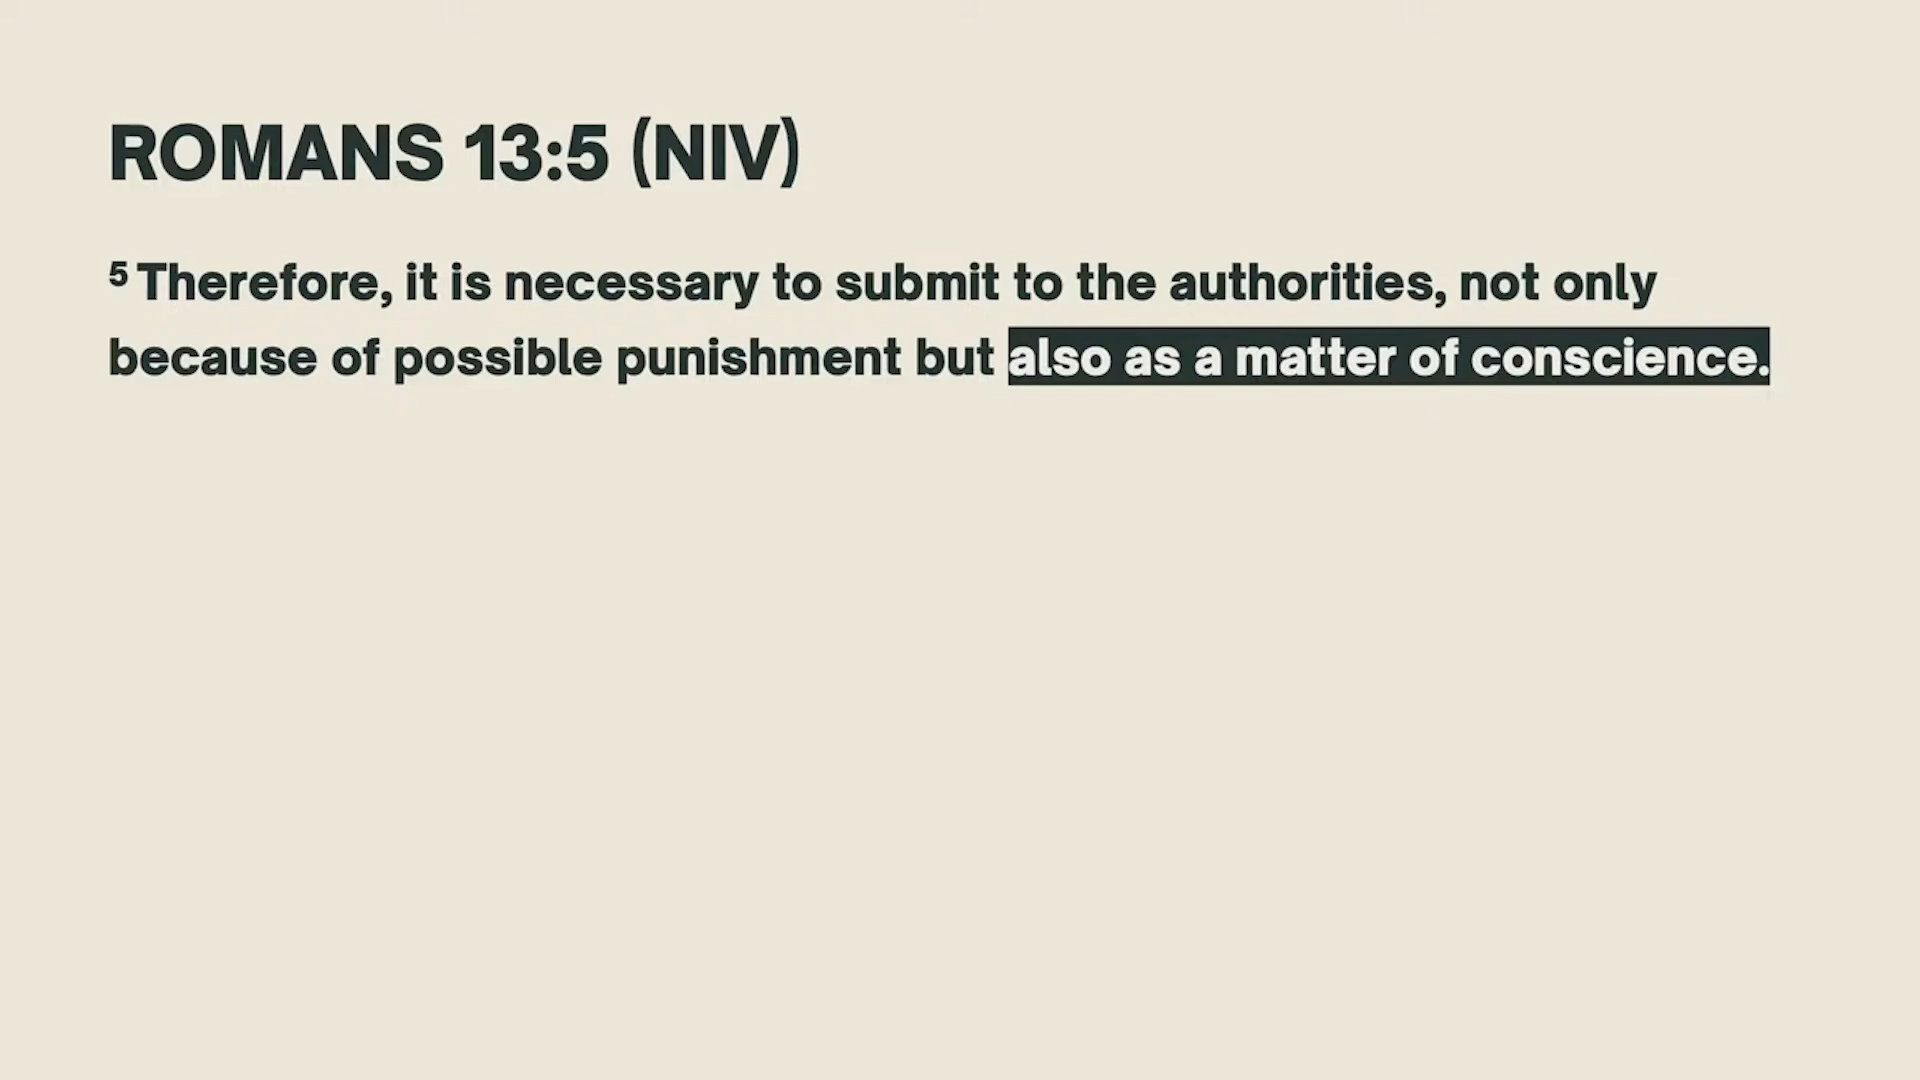 ROMANS 13:5 (NIV)
⁵ Therefore, it is necessary to submit to the authorities, not only
because of possible punishment but also as a matter of conscience.